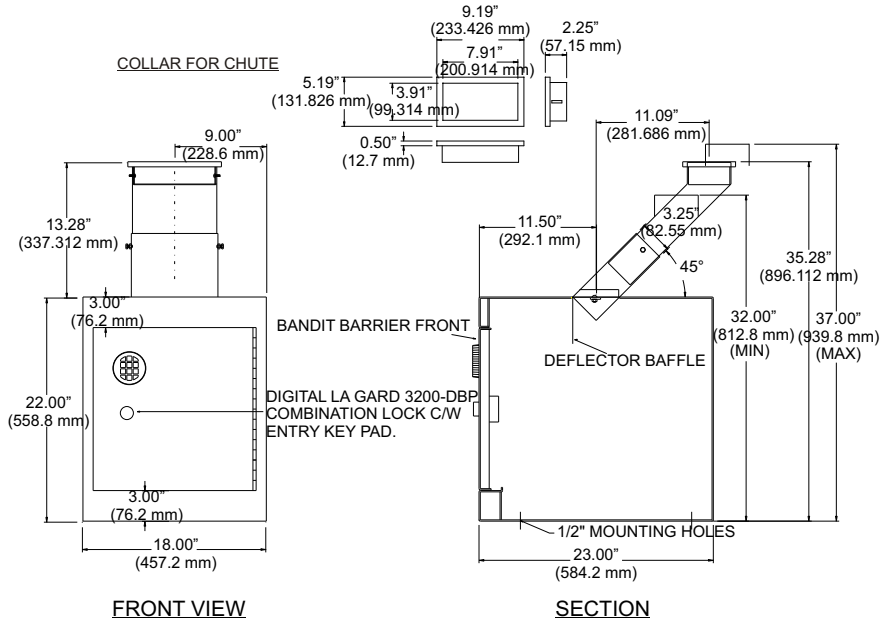 COLLAR FOR CHUTE
9.19”
(233.426 mm)
7.91”
(200.914 mm)
2.25”
(57.15 mm)
5.19”
(131.826 mm)
3.91”
(99.314 mm)
0.50”
(12.7 mm)
11.09”
(281.686 mm)
9.00”
(228.6 mm)
13.28”
(337.312 mm)
11.50”
(292.1 mm)
3.25”
(82.55 mm)
45°
35.28”
(896.112 mm)
3.00”
(76.2 mm)
BANDIT BARRIER FRONT
32.00”
(812.8 mm)
(MIN)
37.00”
(939.8 mm)
(MAX)
DEFLECTOR BAFFLE
22.00”
(558.8 mm)
DIGITAL LA GARD 3200-DBP
COMBINATION LOCK C/W
ENTRY KEY PAD.
3.00”
(76.2 mm)
1/2" MOUNTING HOLES
18.00”
(457.2 mm)
23.00”
(584.2 mm)
FRONT VIEW
SECTION